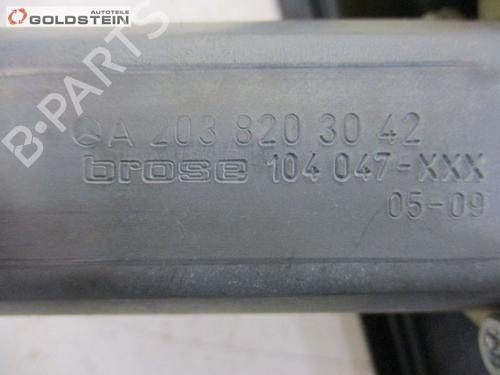 AUTOTEILE
GOLDSTEIN
B-PARTS
A 203 820 30 42
brose 104 047-XXX
05-09